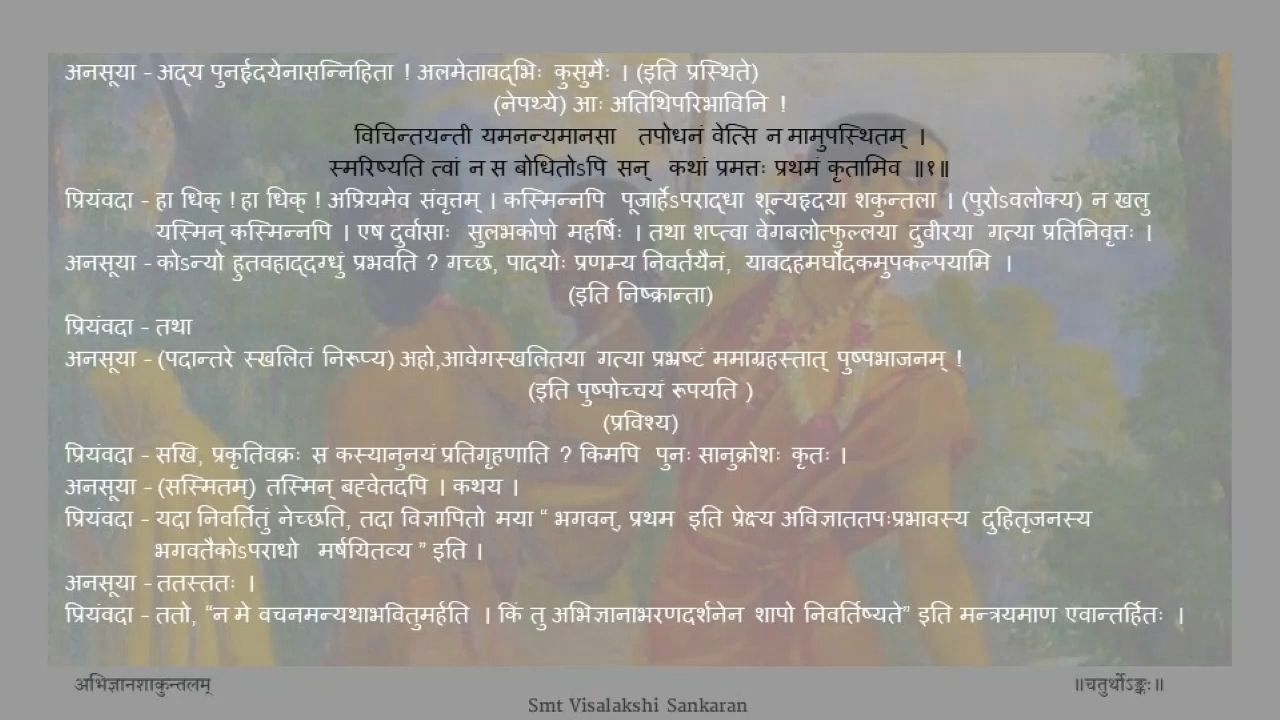 अनसूया – अद्य पुनर्हृदयेनासन्निहिता ! अलमेतावद्भिः कुसुमैः । (इति प्रस्थिते)
(नेपथ्ये) आः अतिथिपरिभाविनि !
विचिन्तयन्ती यमनन्यमानसा तपोधनं वेत्सि न मामुपस्थितम् ।
स्मरिष्यति त्वां न स बोधितोऽपि सन् कथां प्रमत्तः प्रथमं कृतामिव ॥१॥
प्रियंवदा – हा धिक् ! हा धिक् ! अप्रियमेव संवृत्तम् । कस्मिन्नपि पूजार्हेऽपराद्धा शून्यहृदया शकुन्तला । (पुरोऽवलोक्य) न खलु
यस्मिन् कस्मिन्नपि । एष दुर्वासाः सुलभकोपो महर्षिः । तथा शप्त्वा वेगबलोत्फुल्लया दुर्वीरया गत्या प्रतिनिवृत्तः ।
अनसूया – कोऽन्यो हुतवहाद्दग्धुं प्रभवति ? गच्छ, पादयोः प्रणम्य निवर्तयैनं, यावदहमर्घोदकमुपकल्पयामि ।
(इति निष्क्रान्ता)
प्रियंवदा – तथा
अनसूया – (पदान्तरे स्खलितं निरूप्य) अहो,आवेगस्खलितया गत्या प्रभ्रष्टं ममाग्रहस्तात् पुष्पभाजनम् !
(इति पुष्पोच्चयं रूपयति )
(प्रविश्य)
प्रियंवदा – सखि, प्रकृतिवक्रः स कस्यानुनयं प्रतिगृहणाति ? किमपि पुनः सानुक्रोशः कृतः ।
अनसूया – (सस्मितम्) तस्मिन् बह्वेतदपि । कथय ।
प्रियंवदा – यदा निवर्तितुं नेच्छति, तदा विज्ञापितो मया “ भगवन्, प्रथम इति प्रेक्ष्य अविज्ञाततपःप्रभावस्य दुहितृजनस्य
भगवतैकोऽपराधो मर्षयितव्य ” इति ।
अनसूया – ततस्ततः ।
प्रियंवदा – ततो, “न मे वचनमन्यथाभवितुमर्हति । किं तु अभिज्ञानाभरणदर्शनेन शापो निवर्तिष्यते” इति मन्त्रयमाण एवान्तर्हितः ।
अभिज्ञानशाकुन्तलम् ॥चतुर्थोऽङ्कः॥
Smt Visalakshi Sankaran